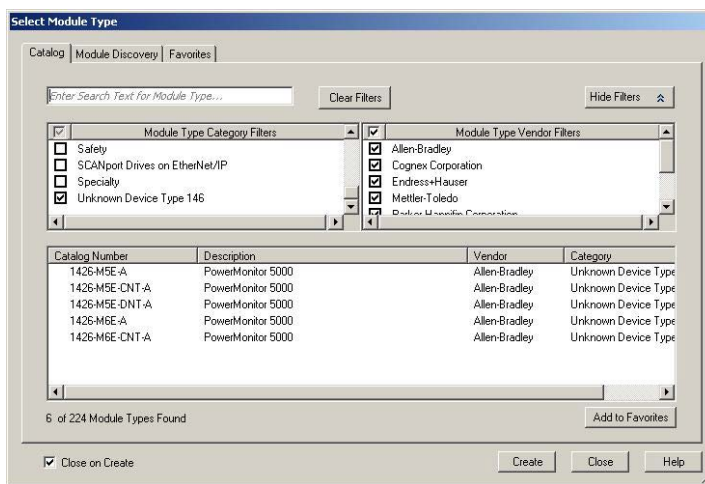 Select Module Type
Catalog Module Discovery Favorites
Enter Search Text for Module Type... Clear Filters Hide Filters
Module Type Category Filters Module Type Vendor Filters
Safety Allen-Bradley
SCANport Drives on EtherNet/IP Cognex Corporation
Specialty Endress+Hauser
Unknown Device Type 146 Mettler-Toledo
Parker Hannifin Corporation
Catalog Number Description Vendor Category
1426-M5E-A PowerMonitor 5000 Allen-Bradley Unknown Device Type
1426-M5E-CNT-A PowerMonitor 5000 Allen-Bradley Unknown Device Type
1426-M5E-DNT-A PowerMonitor 5000 Allen-Bradley Unknown Device Type
1426-M6E-A PowerMonitor 5000 Allen-Bradley Unknown Device Type
1426-M6E-CNT-A PowerMonitor 5000 Allen-Bradley Unknown Device Type
6 of 224 Module Types Found Add to Favorites
Close on Create Create Close Help